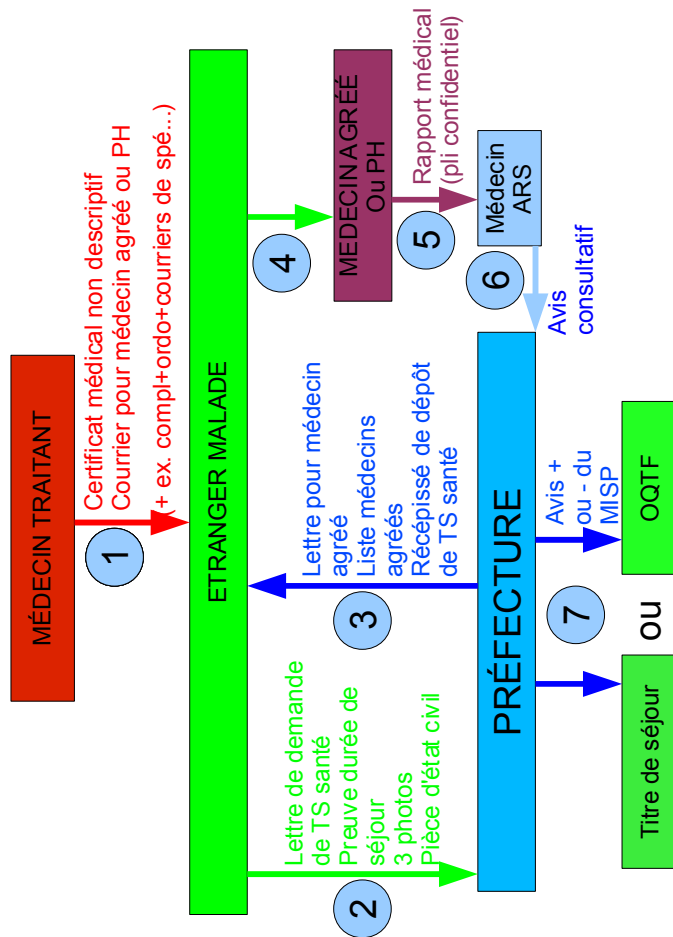 MÉDECIN TRAITANT
1
Certificat médical non descriptif
Courrier pour médecin agréé ou PH
(+ ex. compl+ordo+courriers de spé...)
ETRANGER MALADE
2
Lettre de demande
de TS santé
Preuve durée de
séjour
3 photos
Pièce d'état civil
3
Lettre pour médecin
agréé
Liste médecins
agréés
Récépissé de dépôt
de TS santé
4
MEDECIN AGRÉÉ
Ou PH
5
Rapport médical
(pli confidentiel)
Médecin
ARS
6
Avis
consultatif
PRÉFECTURE
7
Avis +
ou - du
MISP
Titre de séjour
ou
OQTF